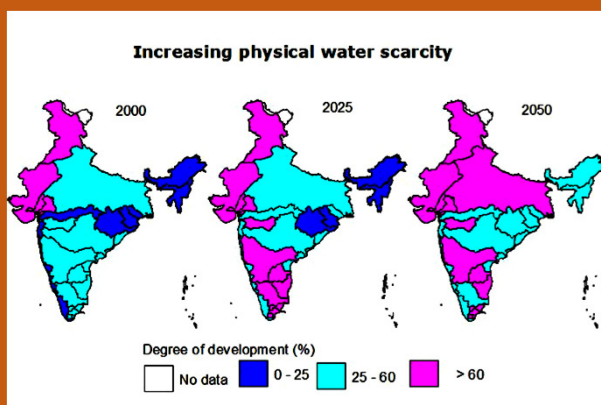 Increasing physical water scarcity
2000
2025
2050
Degree of development (%)
No data
0 - 25
25 - 60
> 60